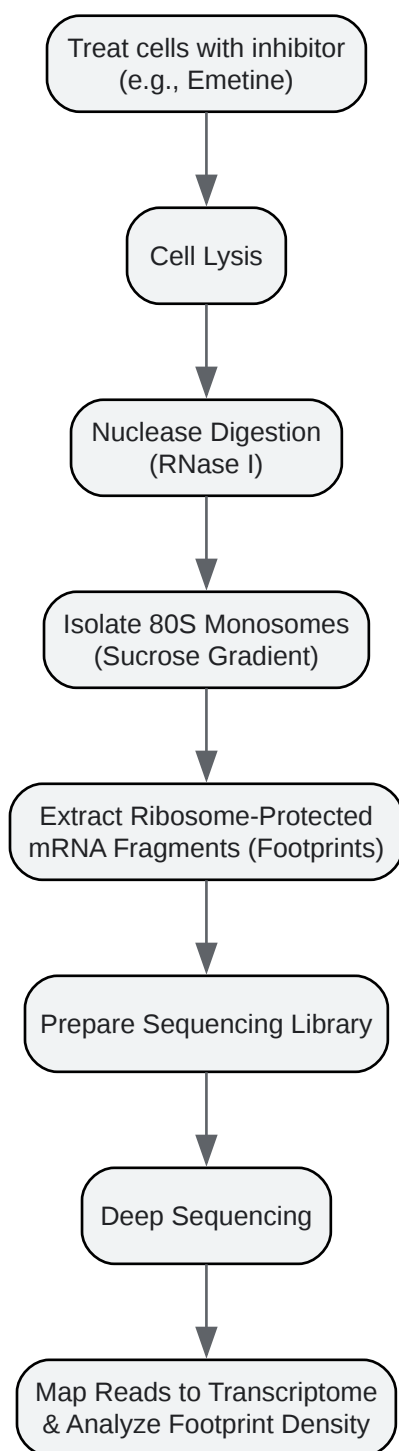 Treat cells with inhibitor
(e.g., Emetine)
Cell Lysis
Nuclease Digestion
(RNase I)
Isolate 80S Monosomes
(Sucrose Gradient)
Extract Ribosome-Protected
mRNA Fragments (Footprints)
Prepare Sequencing Library
Deep Sequencing
Map Reads to Transcriptome
& Analyze Footprint Density